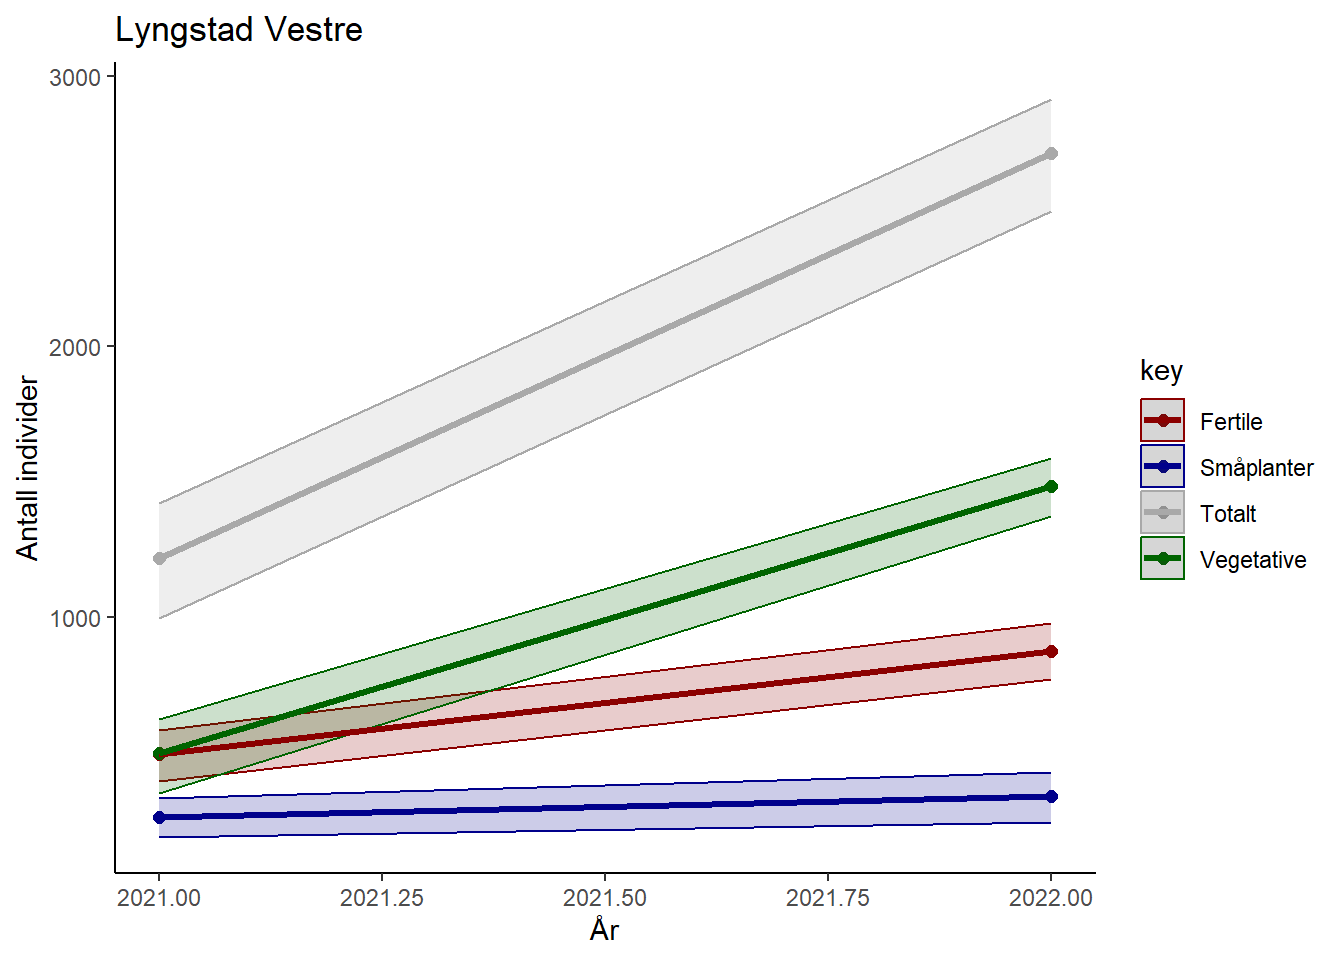 Lyngstad Vestre
3000
2000
1000
Antall individer
2021.00
2021.25
2021.50
2021.75
2022.00
År
key
Fertile
Småplanter
Totalt
Vegetative